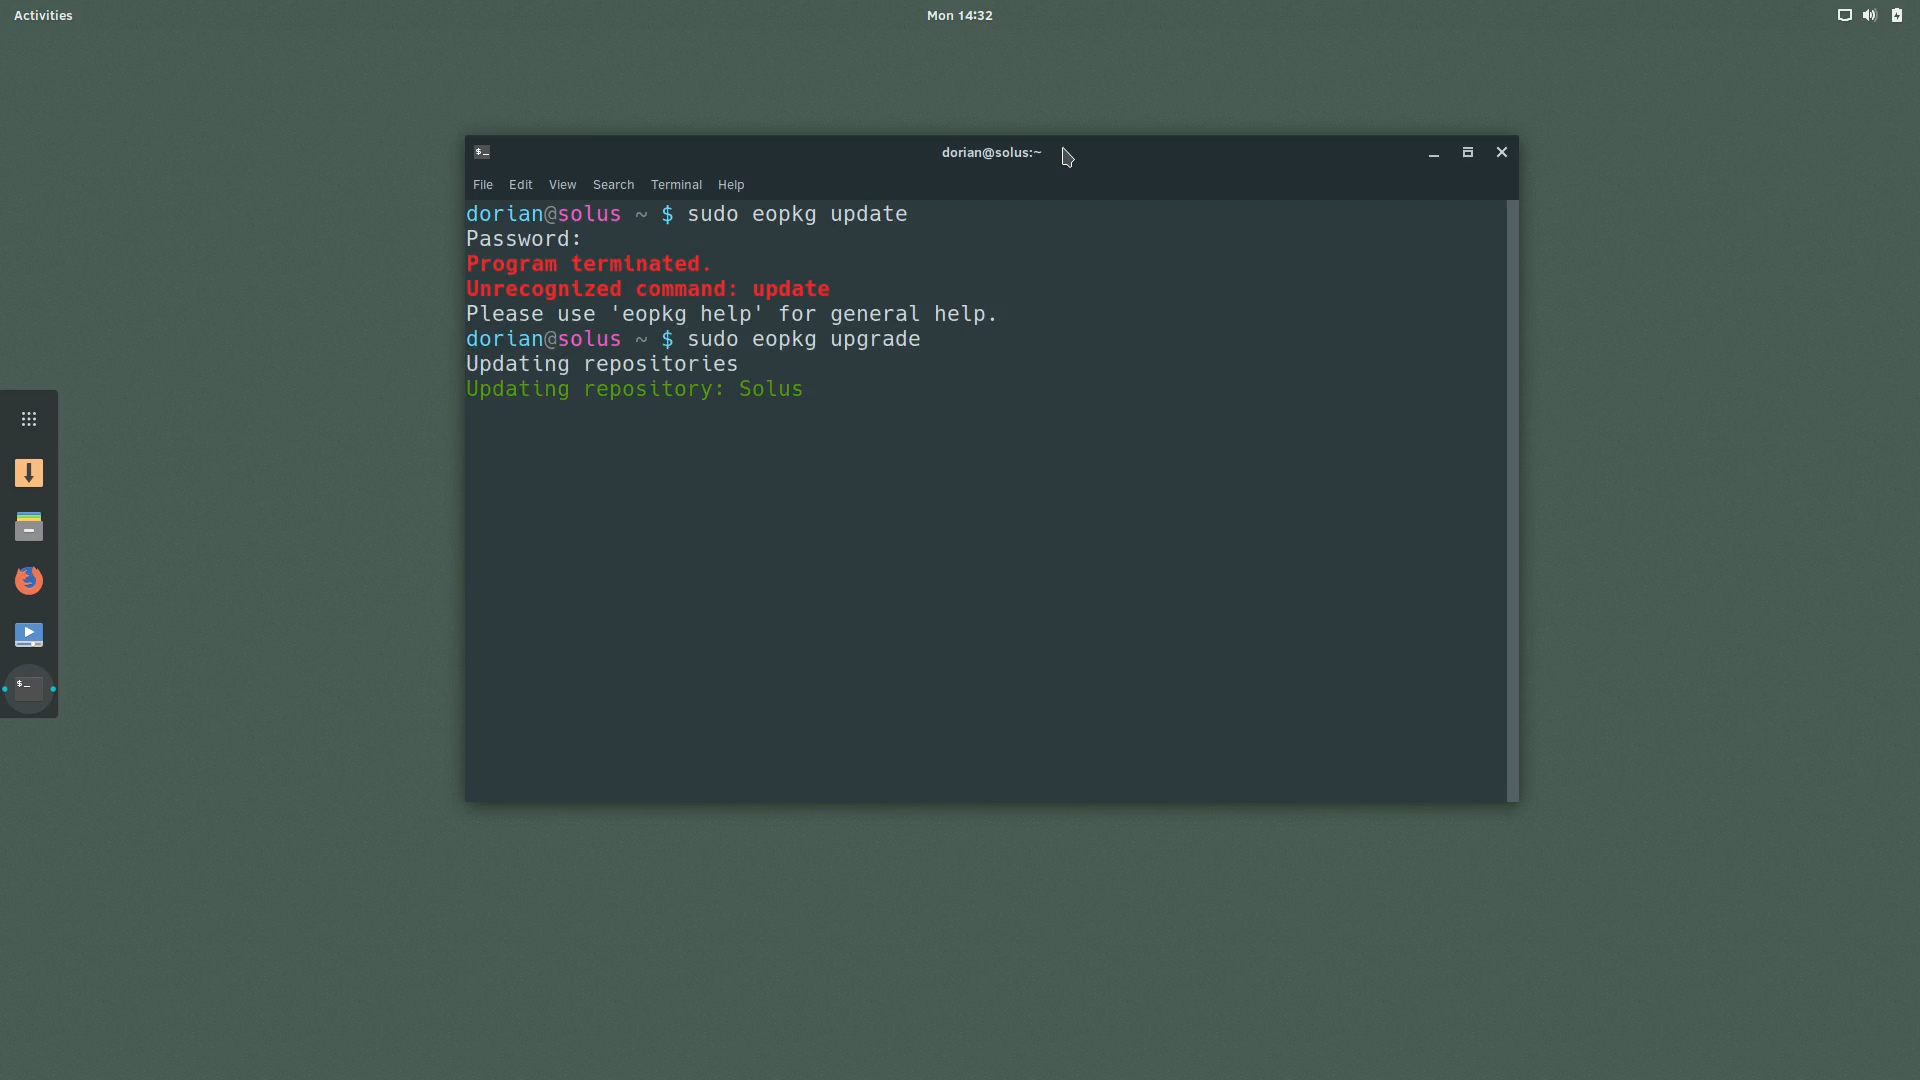 Activities
Mon 14:32
dorian@solus:~
File Edit View Search Terminal Help
dorian@solus ~ $ sudo eopkg update
Password:
Program terminated.
Unrecognized command: update
Please use 'eopkg help' for general help.
dorian@solus ~ $ sudo eopkg upgrade
Updating repositories
Updating repository: Solus